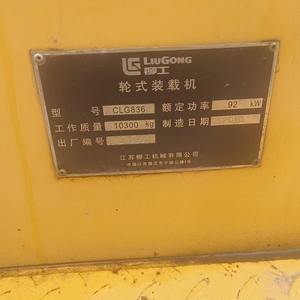 LIUGONG
柳工
轮式装载机
型号 CLG836 额定功率 92 kW
工作质量 10300 kg 制造日期
出厂编号
江苏柳工机械有限公司